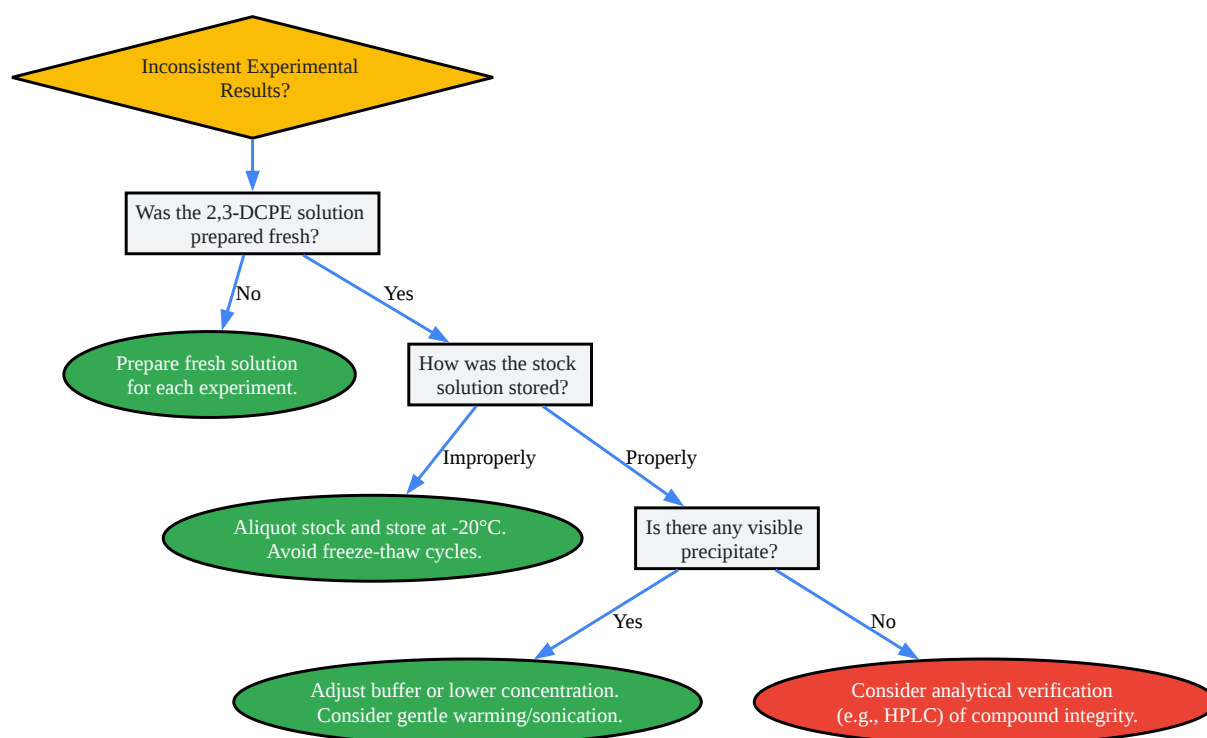 Inconsistent Experimental
Results?
Was the 2,3-DCPE solution
prepared fresh?
No
Yes
Prepare fresh solution
for each experiment.
How was the stock
solution stored?
Improperly
Properly
Aliquot stock and store at -20°C.
Avoid freeze-thaw cycles.
Is there any visible
precipitate?
Yes
No
Adjust buffer or lower concentration.
Consider gentle warming/sonication.
Consider analytical verification
(e.g., HPLC) of compound integrity.